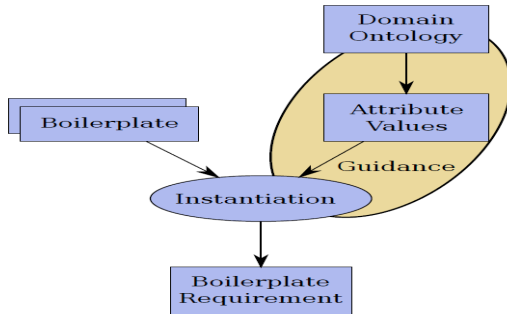 Domain
Ontology
Boilerplate
Attribute
Values
Guidance
Instantiation
Boilerplate
Requirement